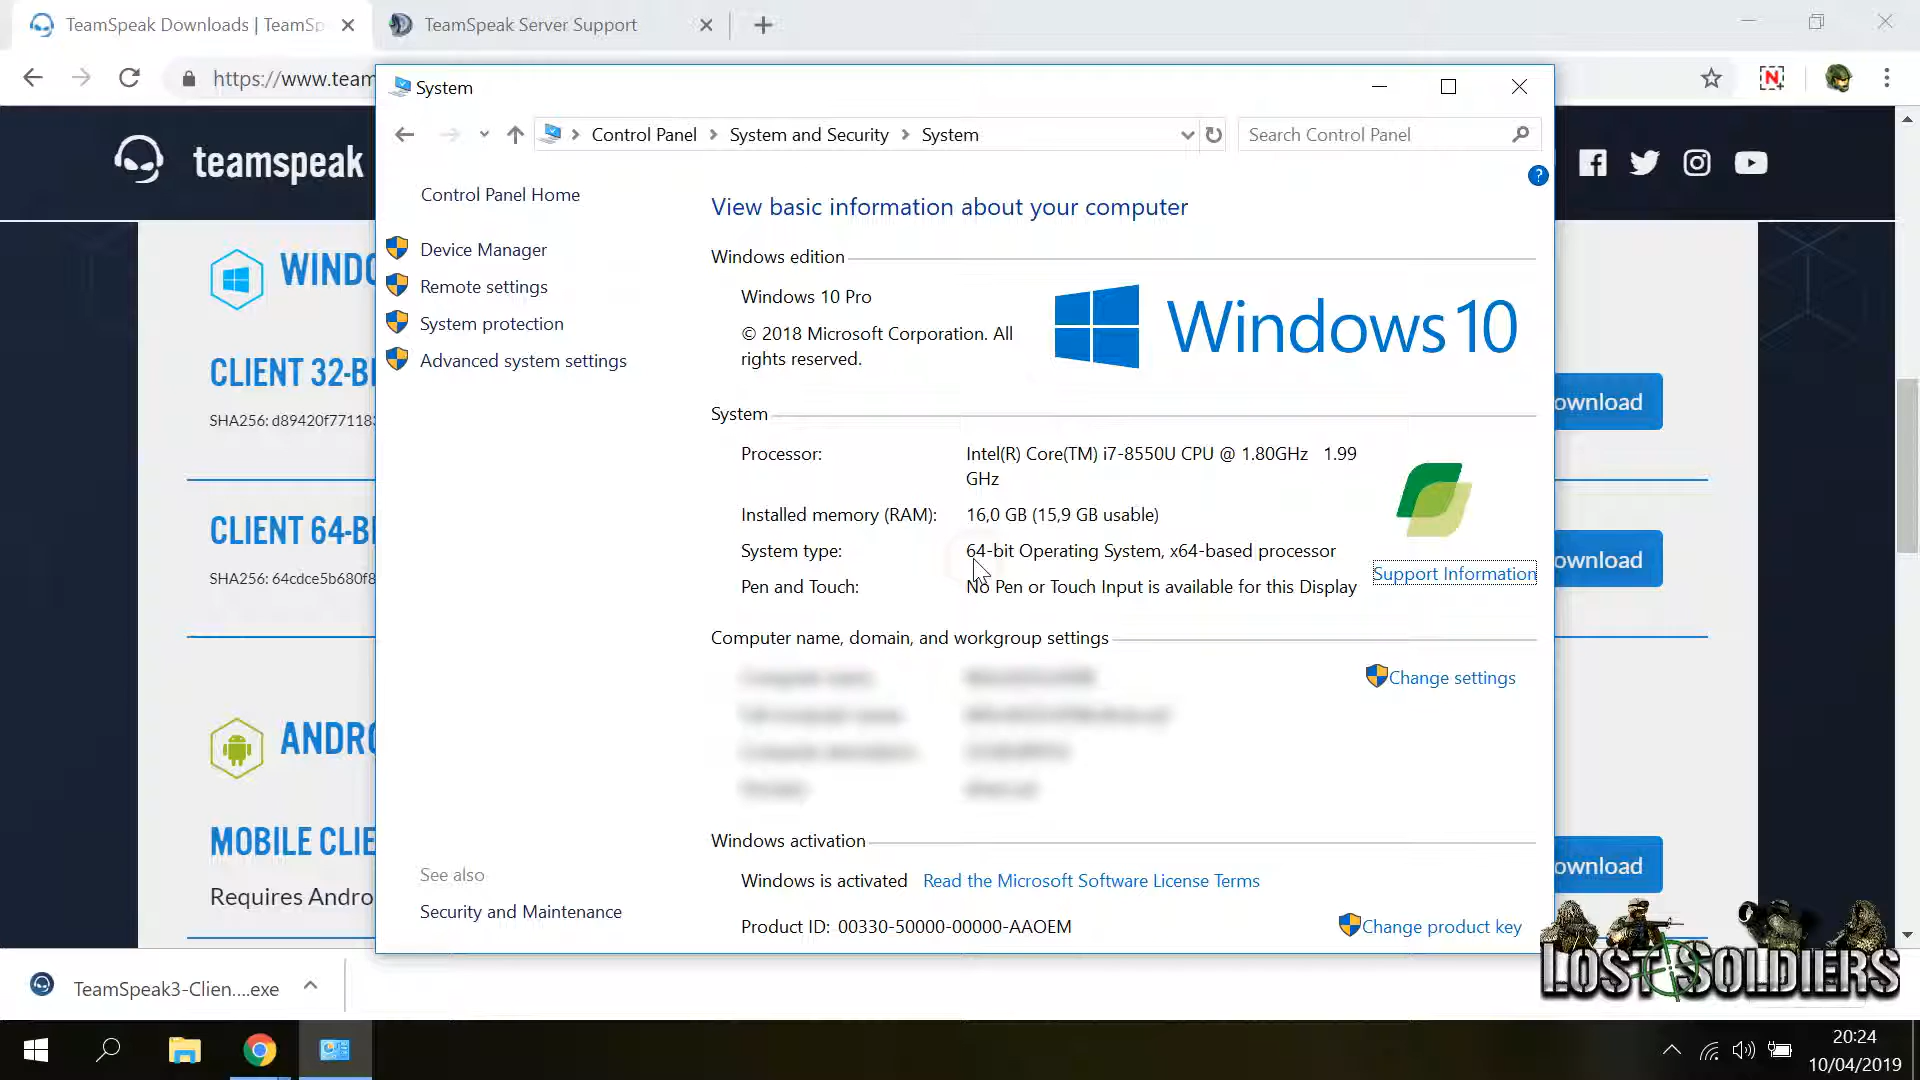 TeamSpeak Downloads | TeamSp
TeamSpeak Server Support
https://www.team
System
Control Panel
System and Security
System
Search Control Panel
teamspeak
Control Panel Home
Device Manager
Remote settings
System protection
Advanced system settings
View basic information about your computer
Windows edition
Windows 10 Pro
© 2018 Microsoft Corporation. All
rights reserved.
Windows 10
System
Processor: Intel(R) Core(TM) i7-8550U CPU @ 1.80GHz 1.99
GHz
Installed memory (RAM): 16,0 GB (15,9 GB usable)
System type: 64-bit Operating System, x64-based processor
Pen and Touch: No Pen or Touch Input is available for this Display
Support Information
Computer name, domain, and workgroup settings
Change settings
Windows activation
Windows is activated Read the Microsoft Software License Terms
Product ID: 00330-50000-00000-AAOEM
Change product key
See also
Security and Maintenance
WINDO
CLIENT 32-BI
SHA256: d89420f77118
ownload
CLIENT 64-BI
SHA256: 64cdce5b680f8
ownload
ANDRO
MOBILE CLIE
Requires Andro
ownload
LOST SOLDIERS
TeamSpeak3-Clien....exe
20:24
10/04/2019